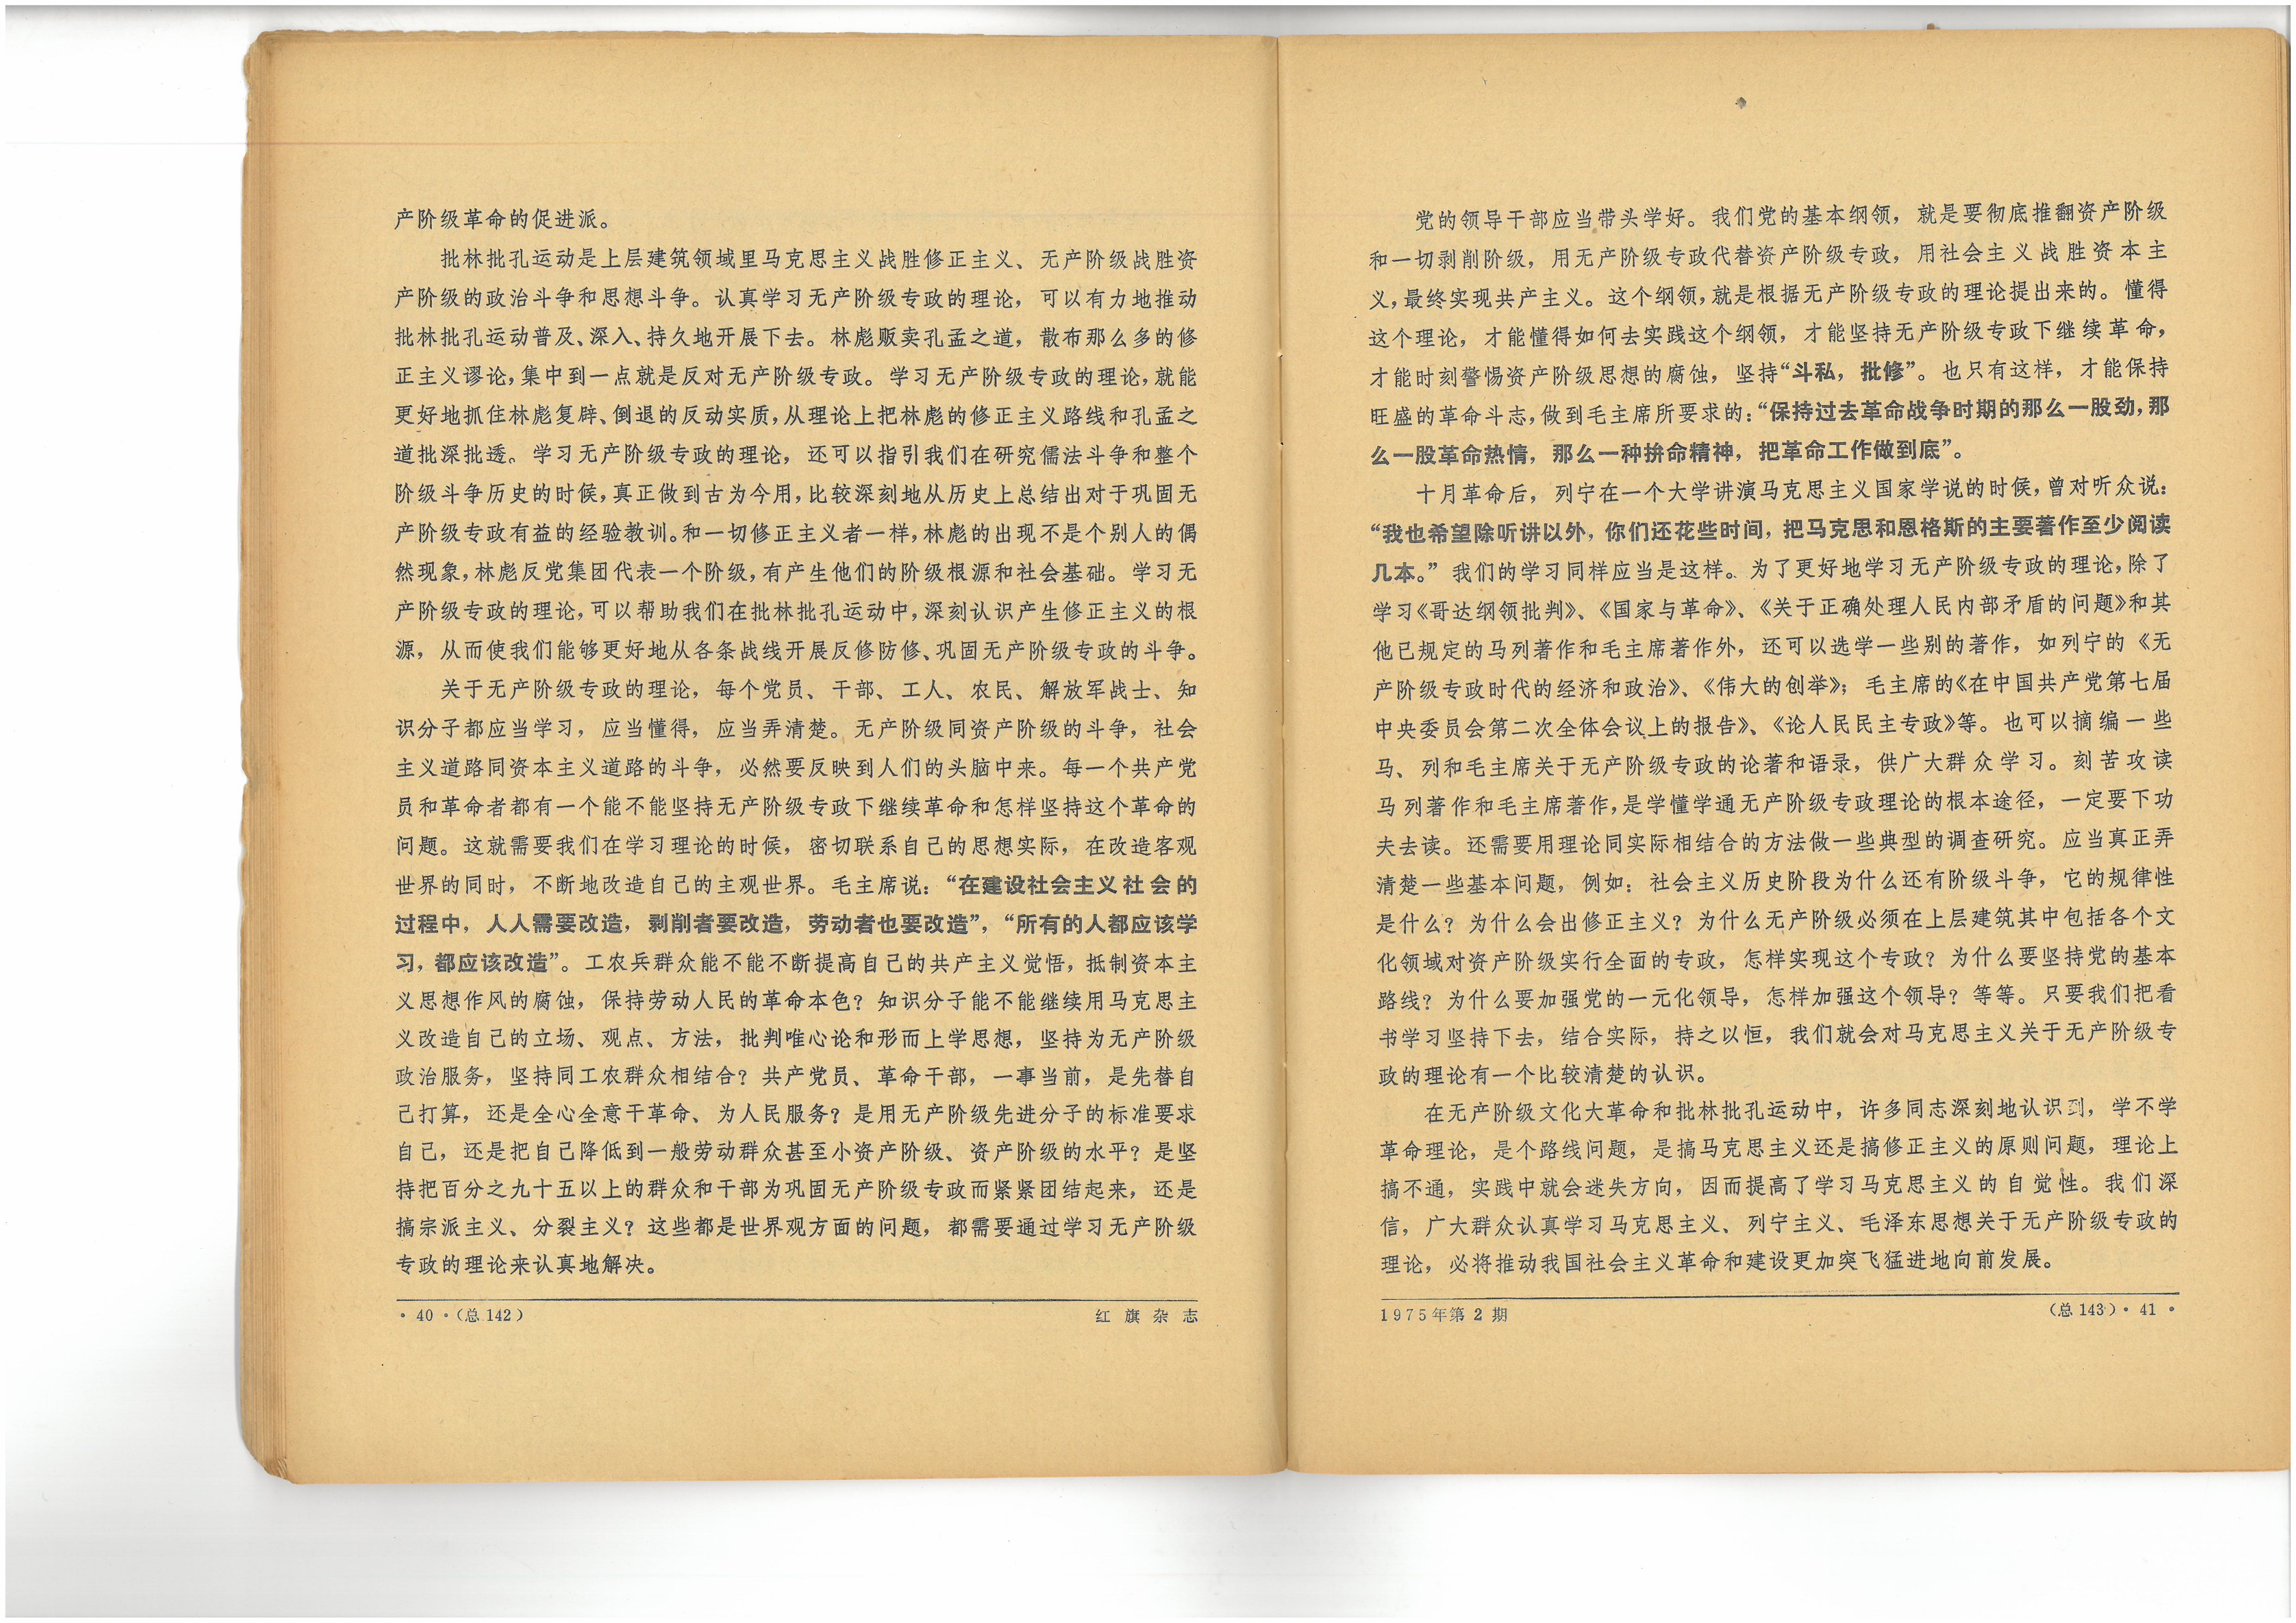 产阶级革命的促进派。
批林批孔运动是上层建筑领域里马克思主义战胜修正主义、无产阶级战胜资
产阶级的政治斗争和思想斗争。认真学习无产阶级专政的理论，可以有力地推动
批林批孔运动普及、深入、持久地开展下去。林彪贩卖孔孟之道，散布那么多的修
正主义谬论，集中到一点就是反对无产阶级专政。学习无产阶级专政的理论，就能
更好地抓住林彪复辟、倒退的反动实质，从理论上把林彪的修正主义路线和孔孟之
道批深批透。学习无产阶级专政的理论，还可以指引我们在研究儒法斗争和整个
阶级斗争历史的时候，真正做到古为今用，比较深刻地从历史上总结出对于巩固无
产阶级专政有益的经验教训。和一切修正主义者一样，林彪的出现不是个别人的偶
然现象，林彪反党集团代表一个阶级，有产生他们的阶级根源和社会基础。学习无
产阶级专政的理论，可以帮助我们在批林批孔运动中，深刻认识产生修正主义的根
源，从而使我们能够更好地从各条战线开展反修防修、巩固无产阶级专政的斗争。
关于无产阶级专政的理论，每个党员、干部、工人、农民、解放军战士、知
识分子都应当学习，应当懂得，应当弄清楚。无产阶级同资产阶级的斗争，社会
主义道路同资本主义道路的斗争，必然要反映到人们的头脑中来。每一个共产党
员和革命者都有一个能不能坚持无产阶级专政下继续革命和怎样坚持这个革命的
问题。这就需要我们在学习理论的时候，密切联系自己的思想实际，在改造客观
世界的同时，不断地改造自己的主观世界。毛主席说：“在建设社会主义社会的
过程中，人人需要改造，剥削者要改造，劳动者也要改造”，“所有的人都应该学
习，都应该改造”。工农兵群众能不能不断提高自己的共产主义觉悟，抵制资本主
义思想作风的腐蚀，保持劳动人民的革命本色？知识分子能不能继续用马克思主
义改造自己的立场、观点、方法，批判唯心论和形而上学思想，坚持为无产阶级
政治服务，坚持同工农群众相结合？共产党员、革命干部，一事当前，是先替自
己打算，还是全心全意干革命、为人民服务？是用无产阶级先进分子的标准要求
自己，还是把自己降低到一般劳动群众甚至小资产阶级、资产阶级的水平？是坚
持把百分之九十五以上的群众和干部为巩固无产阶级专政而紧紧团结起来，还是
搞宗派主义、分裂主义？这些都是世界观方面的问题，都需要通过学习无产阶级
专政的理论来认真地解决。
·40·（总142）
红旗杂志
党的领导干部应当带头学好。我们党的基本纲领，就是要彻底推翻资产阶级
和一切剥削阶级，用无产阶级专政代替资产阶级专政，用社会主义战胜资本主
义，最终实现共产主义。这个纲领，就是根据无产阶级专政的理论提出来的。懂得
这个理论，才能懂得如何去实践这个纲领，才能坚持无产阶级专政下继续革命，
才能时刻警惕资产阶级思想的腐蚀，坚持“斗私，批修”。也只有这样，才能保持
旺盛的革命斗志，做到毛主席所要求的：“保持过去革命战争时期的那么一股劲，那
么一股革命热情，那么一种拚命精神，把革命工作做到底”。
十月革命后，列宁在一个大学讲演马克思主义国家学说的时候，曾对听众说：
“我也希望除听讲以外，你们还花些时间，把马克思和恩格斯的主要著作至少阅读
几本。”我们的学习同样应当是这样。为了更好地学习无产阶级专政的理论，除了
学习《哥达纲领批判》、《国家与革命》、《关于正确处理人民内部矛盾的问题》和其
他已规定的马列著作和毛主席著作外，还可以选学一些别的著作，如列宁的《无
产阶级专政时代的经济和政治》、《伟大的创举》；毛主席的《在中国共产党第七届
中央委员会第二次全体会议上的报告》、《论人民民主专政》等。也可以摘编一些
马、列和毛主席关于无产阶级专政的论著和语录，供广大群众学习。刻苦攻读
马列著作和毛主席著作，是学懂学通无产阶级专政理论的根本途径，一定要下功
夫去读。还需要用理论同实际相结合的方法做一些典型的调查研究。应当真正弄
清楚一些基本问题，例如：社会主义历史阶段为什么还有阶级斗争，它的规律性
是什么？为什么会出修正主义？为什么无产阶级必须在上层建筑其中包括各个文
化领域对资产阶级实行全面的专政，怎样实现这个专政？为什么要坚持党的基本
路线？为什么要加强党的一元化领导，怎样加强这个领导？等等。只要我们把看
书学习坚持下去，结合实际，持之以恒，我们就会对马克思主义关于无产阶级专
政的理论有一个比较清楚的认识。
在无产阶级文化大革命和批林批孔运动中，许多同志深刻地认识到，学不学
革命理论，是个路线问题，是搞马克思主义还是搞修正主义的原则问题，理论上
搞不通，实践中就会迷失方向，因而提高了学习马克思主义的自觉性。我们深
信，广大群众认真学习马克思主义、列宁主义、毛泽东思想关于无产阶级专政的
理论，必将推动我国社会主义革命和建设更加突飞猛进地向前发展。
1975年第2期
（总143）·41·